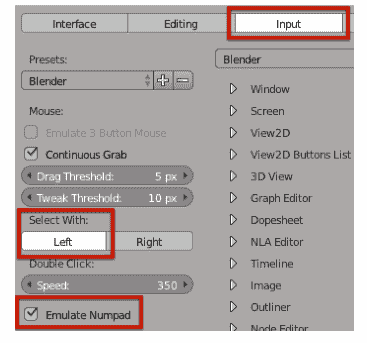 Interface Editing Input
Presets:
Blender
Mouse:
Emulate 3 Button Mouse
Continuous Grab
Drag Threshold: 5 px
Tweak Threshold: 10 px
Select With:
Left Right
Double Click:
Speed: 350
Emulate Numpad
Blender
Window
Screen
View2D
View2D Buttons List
3D View
Graph Editor
Dopesheet
NLA Editor
Timeline
Image
Outliner
Node Editor